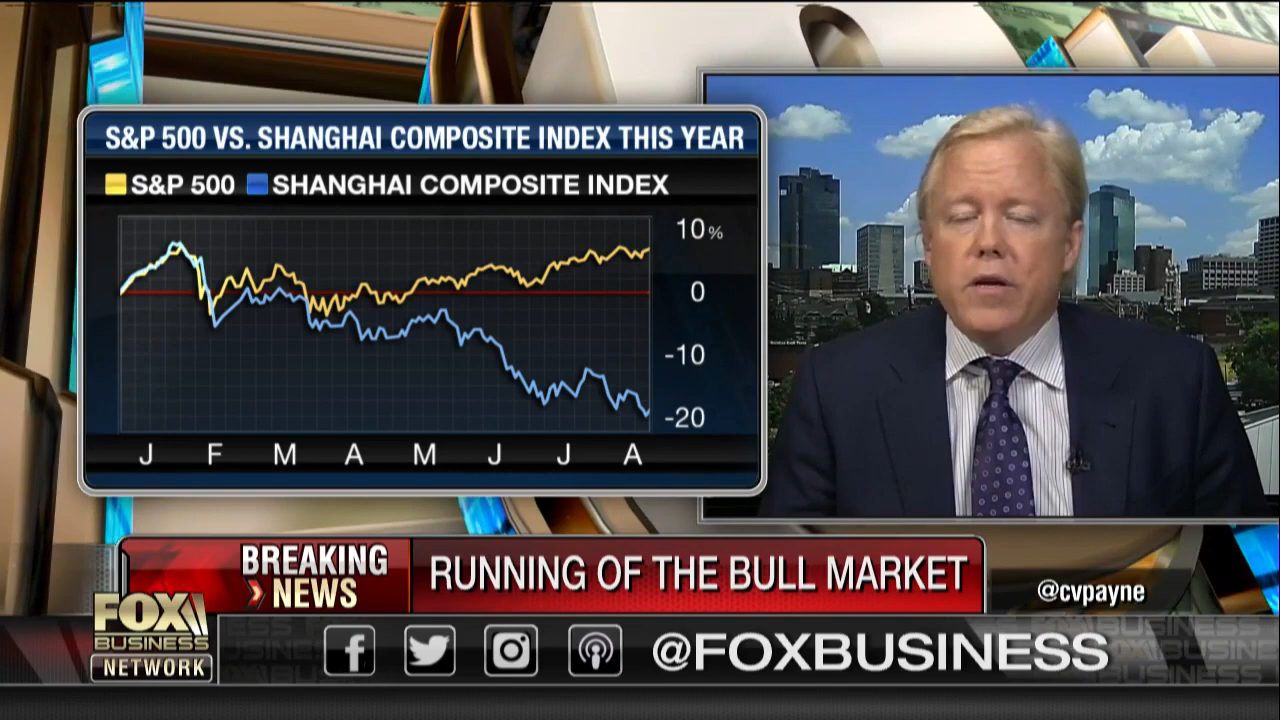 S&P 500 VS. SHANGHAI COMPOSITE INDEX THIS YEAR
S&P 500 SHANGHAI COMPOSITE INDEX
10%
0
-10
-20
J F M A M J J A
BREAKING NEWS
RUNNING OF THE BULL MARKET
@cvpayne
FOX BUSINESS NETWORK
@FOXBUSINESS